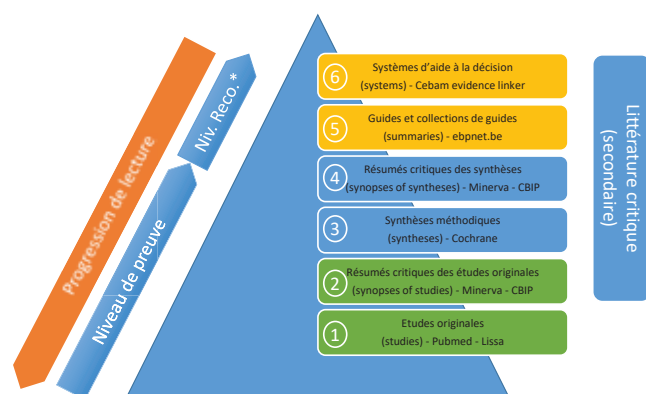 Progression de lecture
Niveau de preuve
Niv. Reco. *
6
Systèmes d'aide à la décision
(systems) - Cebam evidence linker
5
Guides et collections de guides
(summaries) - ebpnet.be
4
Résumés critiques des synthèses
(synopses of syntheses) - Minerva - CBIP
3
Synthèses méthodiques
(syntheses) - Cochrane
2
Résumés critiques des études originales
(synopses of studies) - Minerva - CBIP
1
Etudes originales
(studies) - Pubmed - Lissa
Littérature critique
(secondaire)